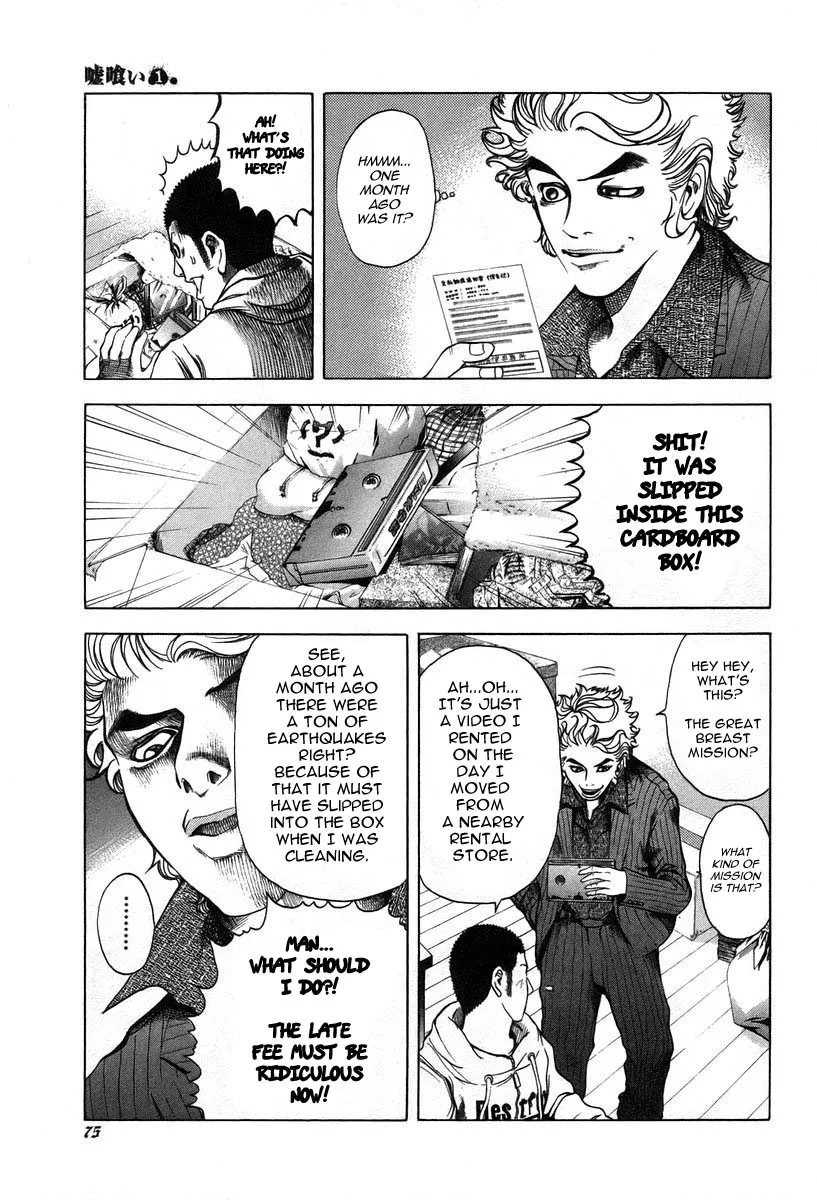 嘘喰い 1。
HMMM...
ONE
MONTH
AGO
WAS IT?
AH!
WHAT'S
THAT DOING
HERE?!
SHIT!
IT WAS
SLIPPED
INSIDE THIS
CARDBOARD
BOX!
HEY HEY,
WHAT'S
THIS?
THE GREAT
BREAST
MISSION?
WHAT
KIND OF
MISSION
IS THAT?
AH...OH...
IT'S JUST
A VIDEO I
RENTED
ON THE
DAY I
MOVED
FROM
A NEARBY
RENTAL
STORE.
SEE,
ABOUT A
MONTH AGO
THERE WERE
A TON OF
EARTHQUAKES
RIGHT?
BECAUSE OF
THAT IT MUST
HAVE SLIPPED
INTO THE BOX
WHEN I WAS
CLEANING.
MAN...
WHAT SHOULD
I DO?!
THE LATE
FEE MUST BE
RIDICULOUS
NOW!
75